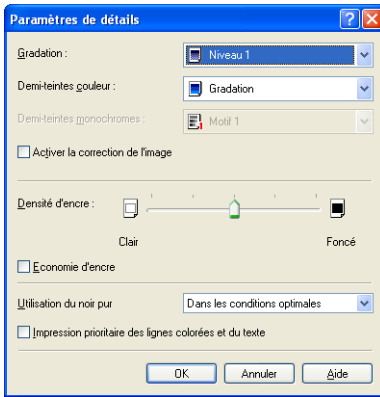 Paramètres de détails
Gradation : Niveau 1
Demi-teintes couleur : Gradation
Demi-teintes monochromes : Motif 1
Activer la correction de l'image
Densité d'encre :
Clair Foncé
Economie d'encre
Utilisation du noir pur Dans les conditions optimales
Impression prioritaire des lignes colorées et du texte
OK Annuler Aide